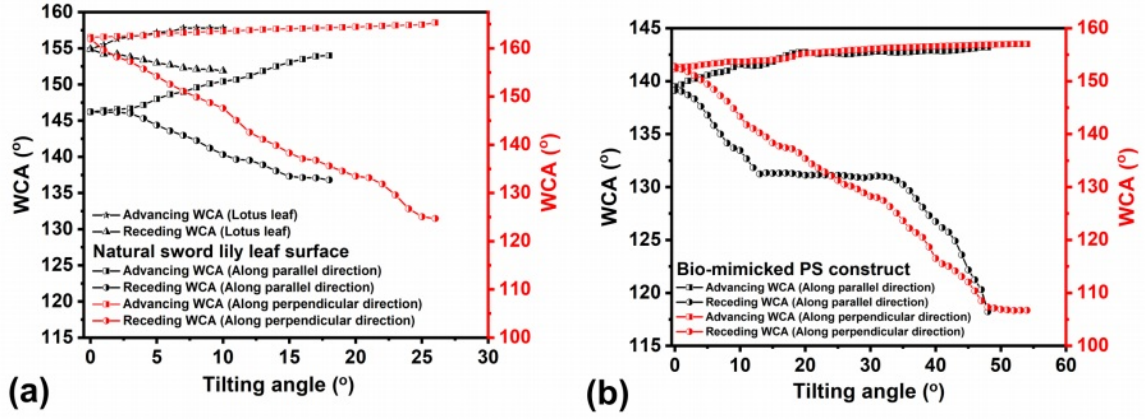 160
155
150
145
140
135
130
125
120
115
WCA (°)
160
150
140
130
120
110
100
WCA (°)
Advancing WCA (Lotus leaf)
Receding WCA (Lotus leaf)
Natural sword lily leaf surface
Advancing WCA (Along parallel direction)
Receding WCA (Along parallel direction)
Advancing WCA (Along perpendicular direction)
Receding WCA (Along perpendicular direction)
0 5 10 15 20 25 30
Tilting angle (°)
(a)
145
140
135
130
125
120
115
WCA (°)
160
150
140
130
120
110
100
WCA (°)
Bio-mimicked PS construct
Advancing WCA (Along parallel direction)
Receding WCA (Along parallel direction)
Advancing WCA (Along perpendicular direction)
Receding WCA (Along perpendicular direction)
0 10 20 30 40 50 60
Tilting angle (°)
(b)